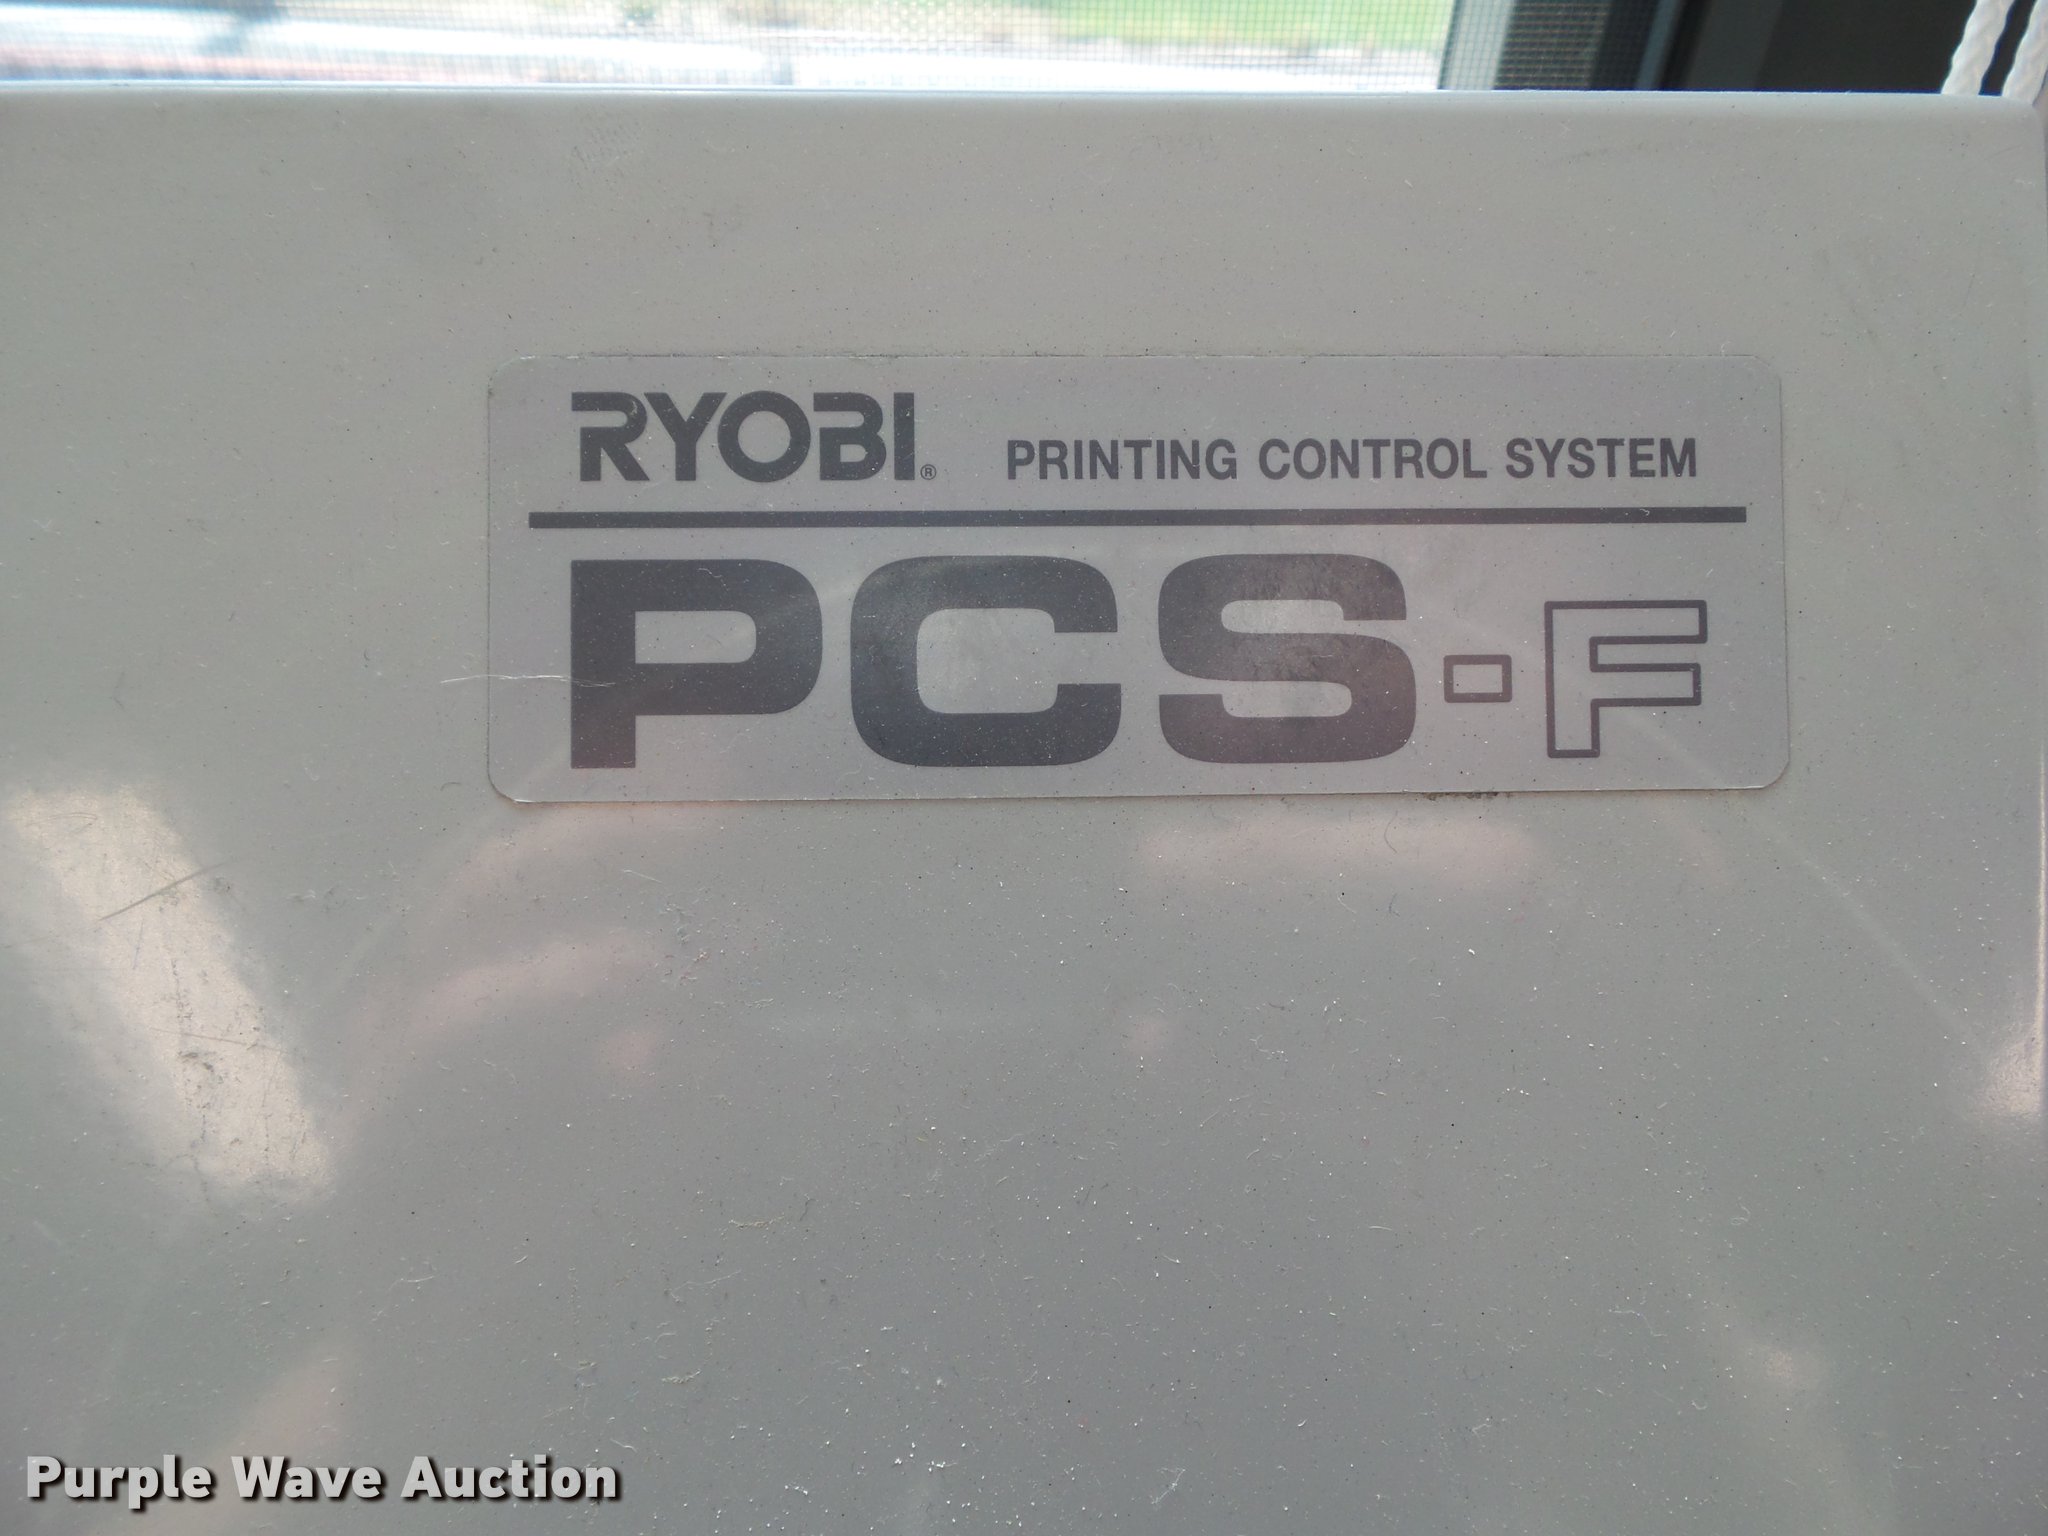 RYOBI® PRINTING CONTROL SYSTEM
PCS-F
Purple Wave Auction